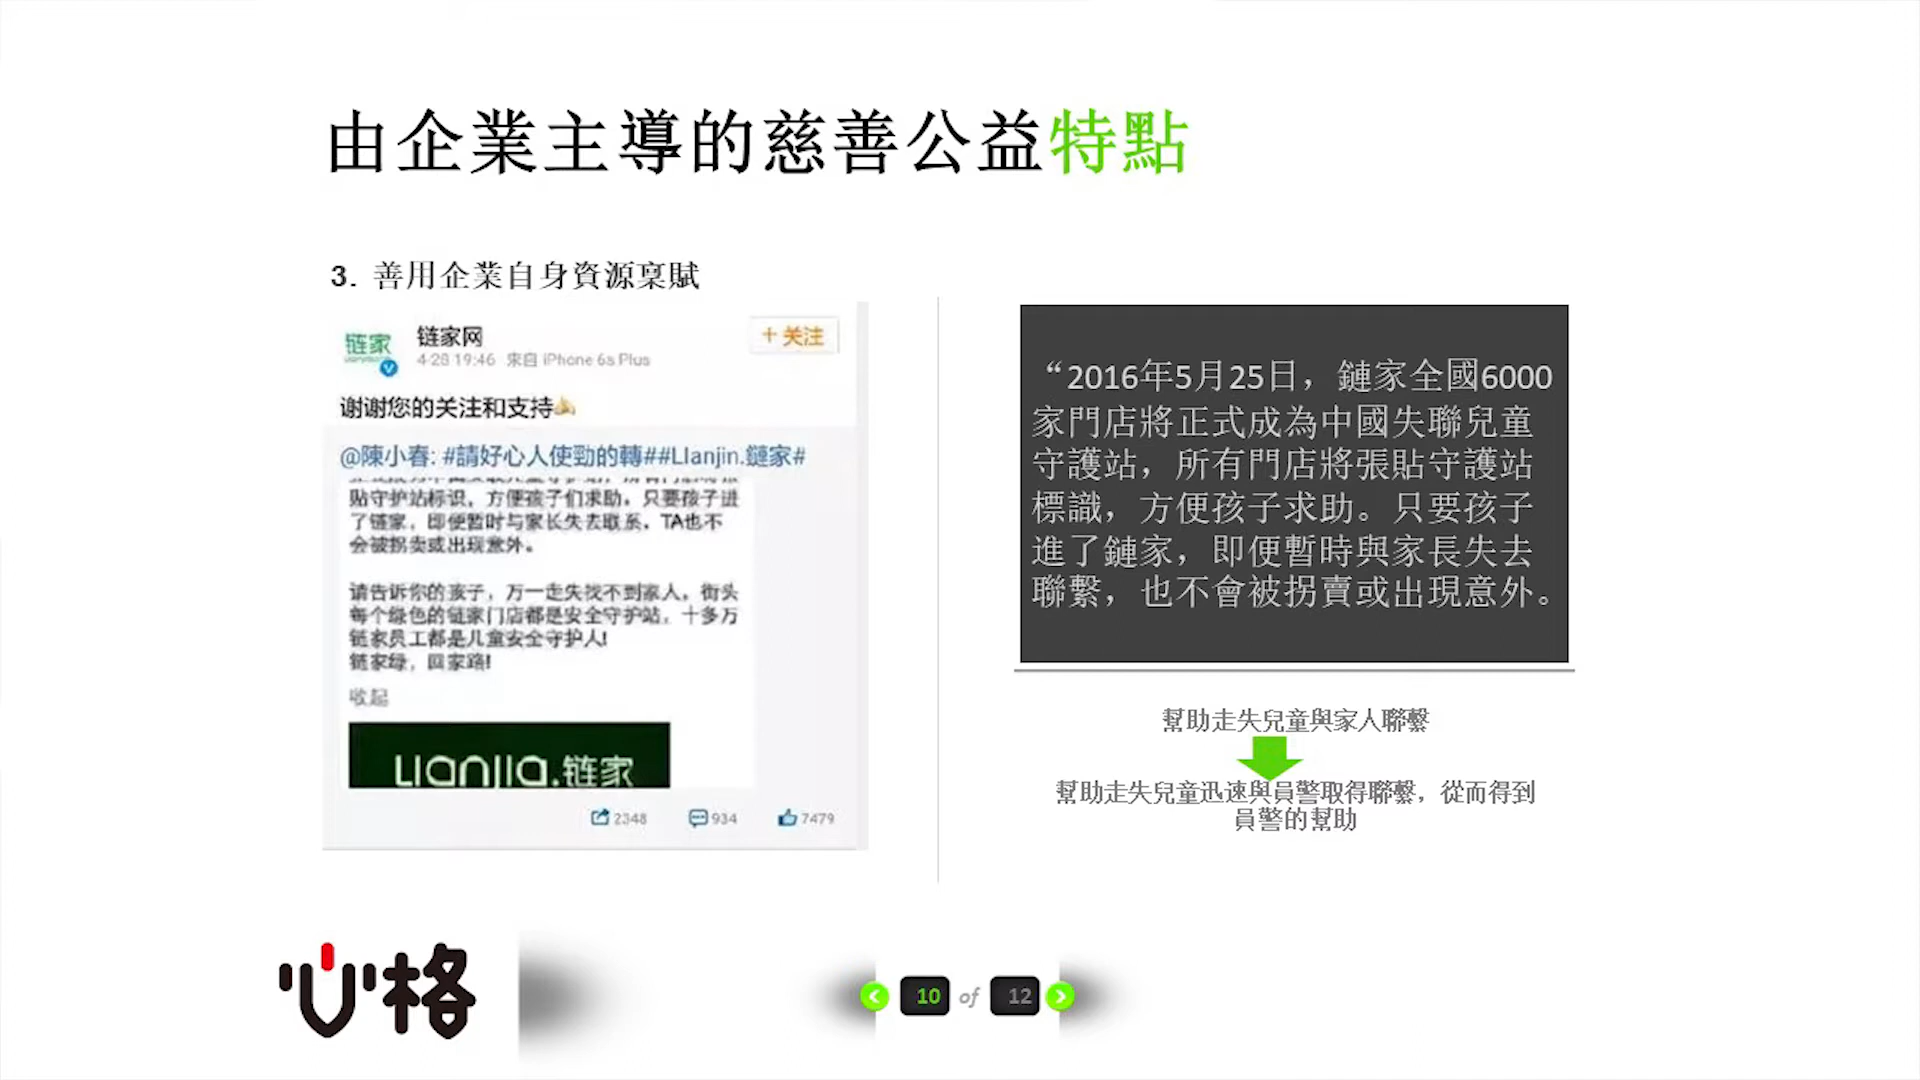 由企業主導的慈善公益特點
3. 善用企業自身資源稟賦
链家
链家网
+关注
4-28 19:46 来自 iPhone 6s Plus
谢谢您的关注和支持
@陳小春: #請好心人使勁的轉##LIanjin.鏈家#
贴守护站标识，方便孩子们求助，只要孩子进
了链家，即便暂时与家长失去联系，TA也不
会被拐卖或出现意外。
请告诉你的孩子，万一走失找不到家人，街头
每个绿色的链家门店都是安全守护站，十多万
链家员工都是儿童安全守护人!
链家绿，回家路!
收起
LIanJIa.链家
2348 934 7479
“2016年5月25日，鏈家全國6000
家門店將正式成為中國失聯兒童
守護站，所有門店將張貼守護站
標識，方便孩子求助。只要孩子
進了鏈家，即便暫時與家長失去
聯繫，也不會被拐賣或出現意外。
幫助走失兒童與家人聯繫
幫助走失兒童迅速與員警取得聯繫，從而得到
員警的幫助
心格
10 of 12